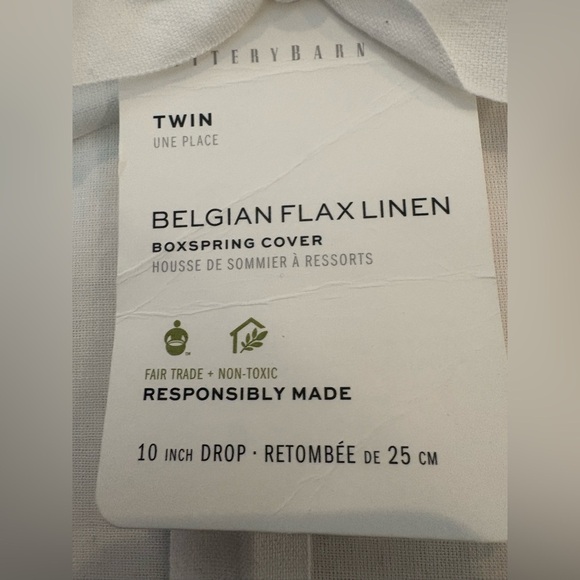 TTERYBARN
TWIN
UNE PLACE
BELGIAN FLAX LINEN
BOXSPRING COVER
HOUSSE DE SOMMIER À RESSORTS
FAIR TRADE + NON-TOXIC
RESPONSIBLY MADE
10 INCH DROP · RETOMBÉE DE 25 CM